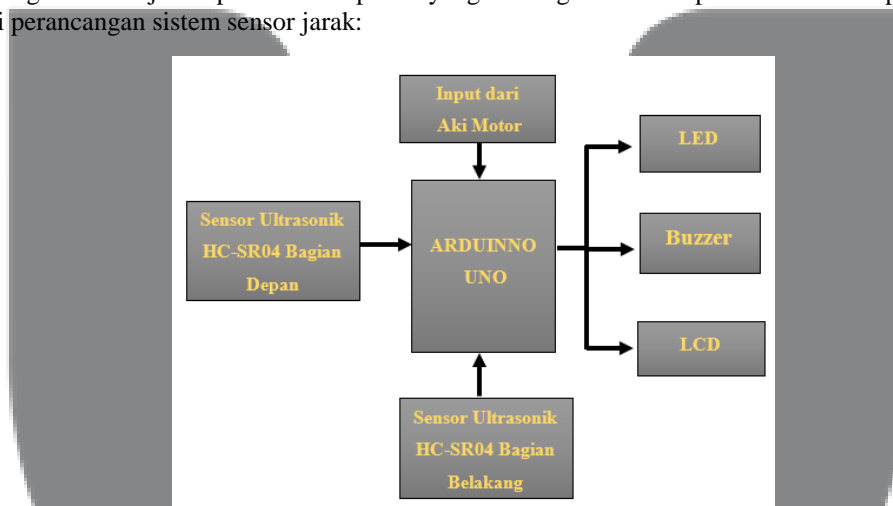 i perancangan sistem sensor jarak:
Input dari
Aki Motor
LED
Sensor Ultrasonik
HC-SR04 Bagian
Depan
ARDUINNO
UNO
Buzzer
LCD
Sensor Ultrasonik
HC-SR04 Bagian
Belakang